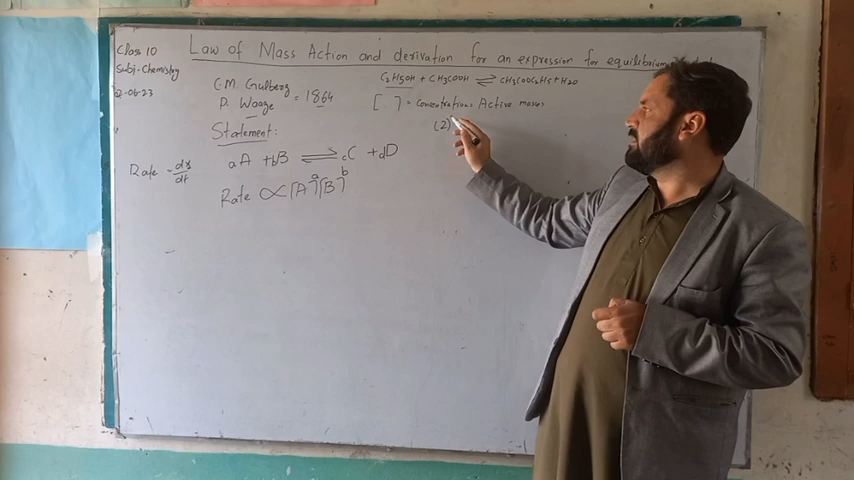 Class 10
Subj-Chemistry
2-06-23
Law of Mass Action and derivation for an expression for equilibrium
C2H5OH + CH3COOH ⇌ CH3COOC2H5+H2O
C.M. Gulberg
P. Waage = 1864
[ ] = Concentration = Active masses
(2)
Statement:
aA + bB ⇌ cC + dD
Rate = dx/dt
Rate ∝ [A]^a [B]^b